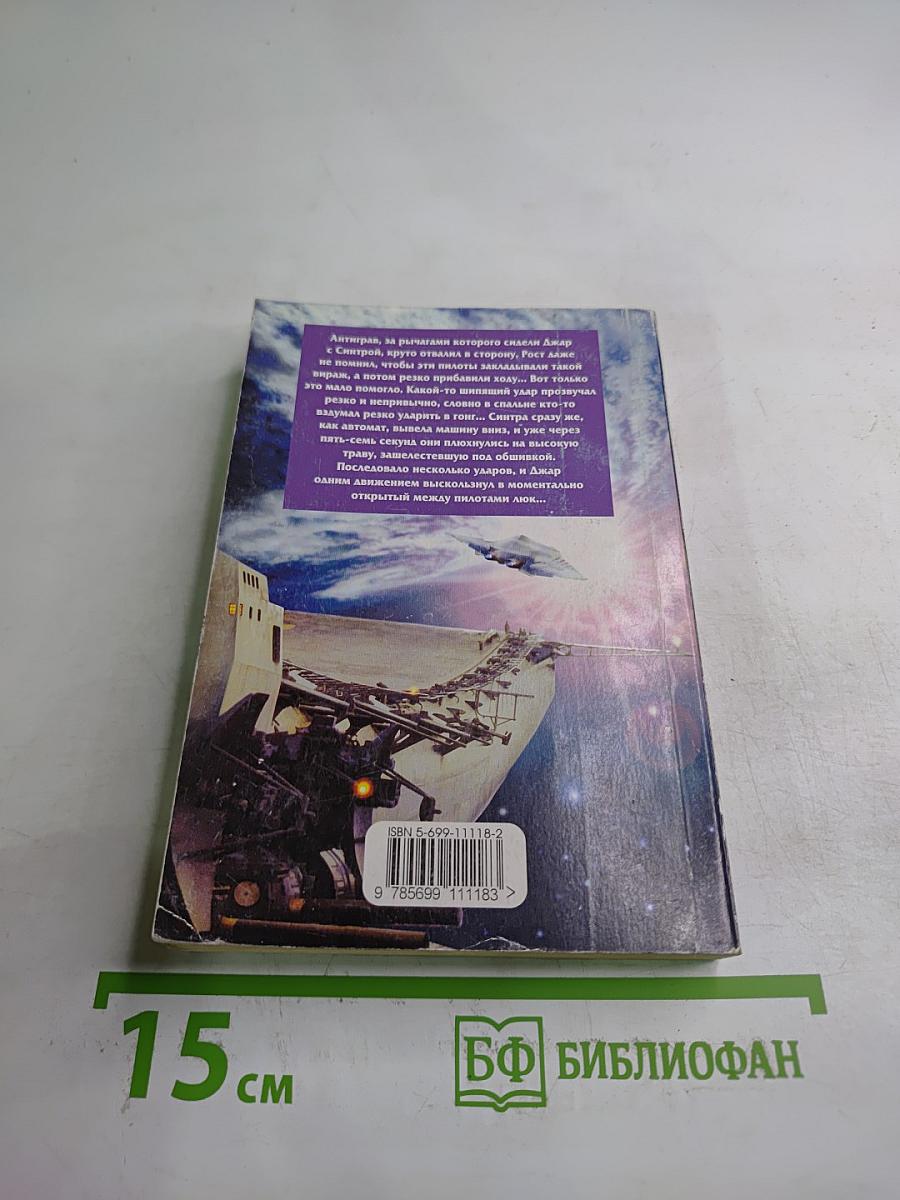 Антиграв, за рычагами которого сидели Джар
с Синтрой, круто отвалил в сторону, Рост даже
не помнил, чтобы эти пилоты закладывали такой
вираж, а потом резко прибавили ходу... Вот только
это мало помогло. Какой-то шипящий удар прозвучал
резко и непривычно, словно в спальне кто-то
вздумал резко ударить в гонг... Синтра сразу же,
как автомат, вывела машину вниз, и уже через
пять-семь секунд они плюхнулись на высокую
траву, зашелестевшую под обшивкой.
Последовало несколько ударов, и Джар
одним движением выскользнул в моментально
открытый между пилотами люк...
ISBN 5-699-11118-2
9 785699 111183 >
15 см
БФ БИБЛИОФАН